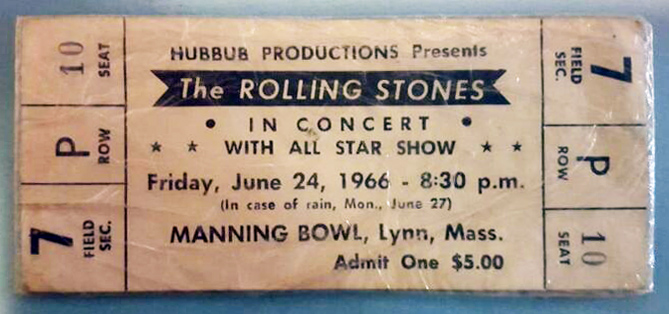 10 SEAT
P ROW
7 FIELD SEC.
HUBBUB PRODUCTIONS Presents
The ROLLING STONES
• IN CONCERT •
★ ★ WITH ALL STAR SHOW ★ ★
Friday, June 24, 1966 - 8:30 p.m.
(In case of rain, Mon., June 27)
MANNING BOWL, Lynn, Mass.
Admit One $5.00
FIELD SEC. 7
ROW P
SEAT 10